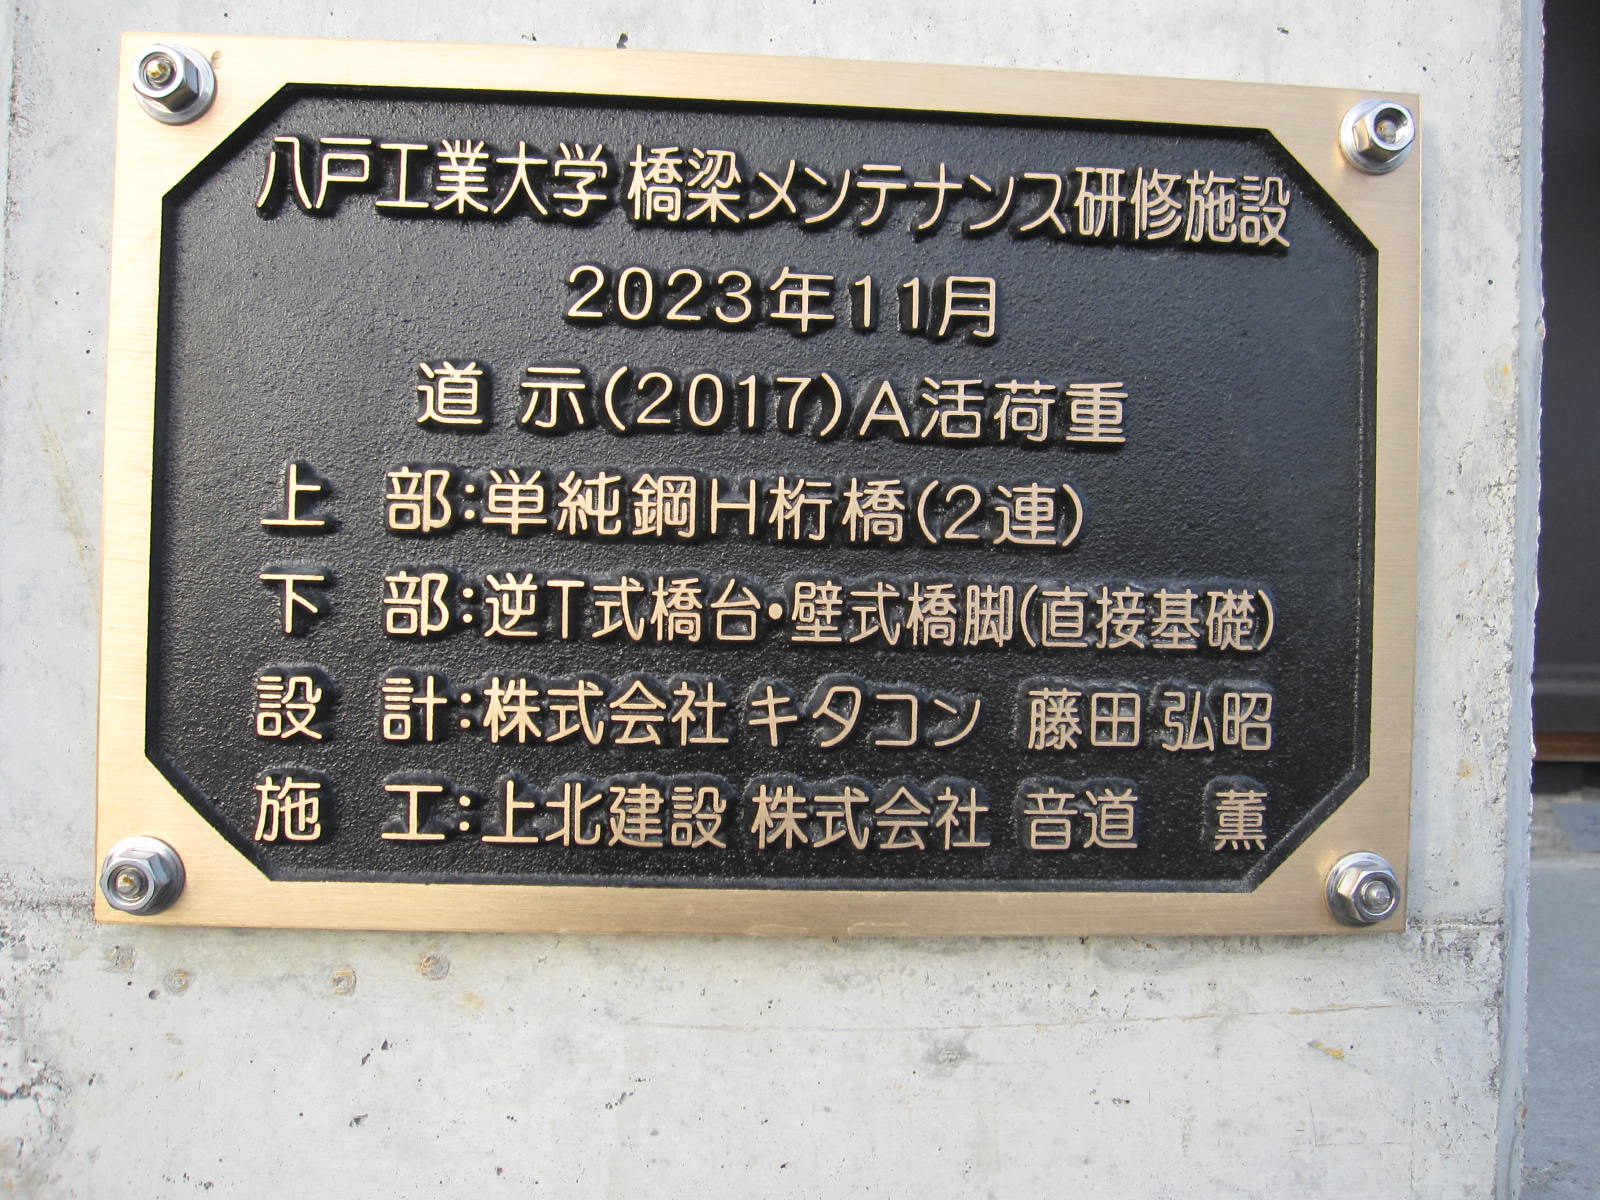 八戸工業大学 橋梁メンテナンス研修施設
2023年11月
道示(2017)A活荷重
上 部:単純鋼H桁橋(2連)
下 部:逆T式橋台・壁式橋脚(直接基礎)
設 計:株式会社 キタコン 藤田 弘昭
施 工:上北建設 株式会社 音道 薫